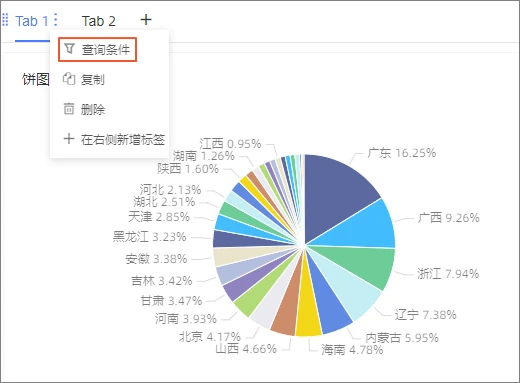 Tab 1
Tab 2
查询条件
复制
删除
在右侧新增标签
饼图
广东 16.25%
广西 9.26%
浙江 7.94%
辽宁 7.38%
内蒙古 5.95%
海南 4.78%
山西 4.66%
北京 4.17%
河南 3.93%
甘肃 3.47%
吉林 3.42%
安徽 3.38%
黑龙江 3.23%
天津 2.85%
湖北 2.51%
河北 2.13%
陕西 1.60%
湖南 1.26%
江西 0.95%